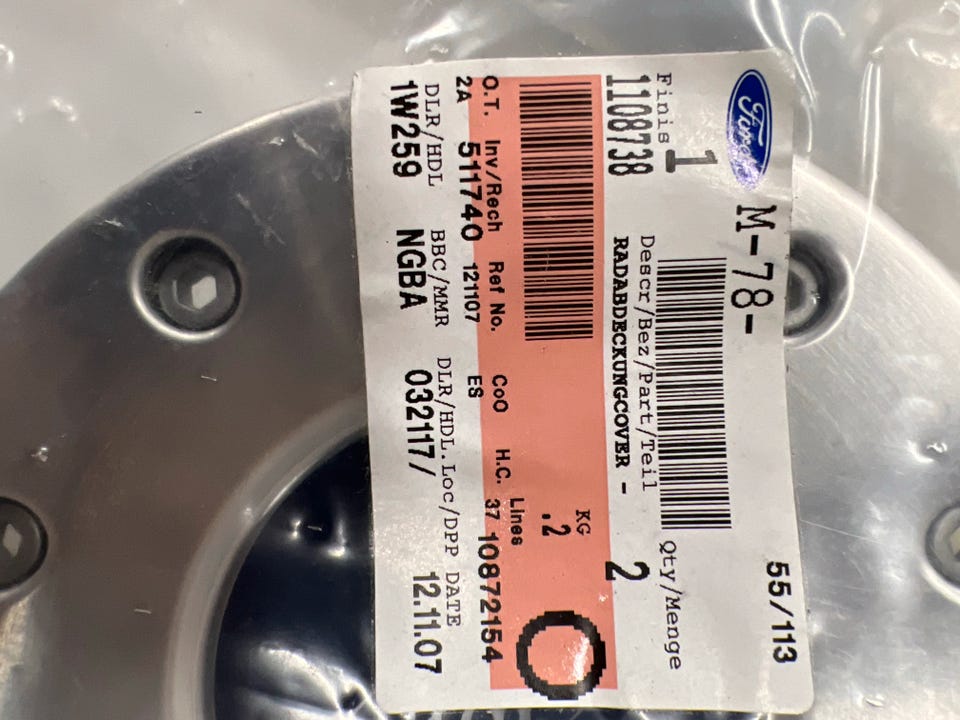 Ford M-78- 55/113
1
Finis Descr/Bez/Part/Teil Qty/Menge
1108738 RADABDECKUNGCOVER - 2
KG
.2
Lines
O.T. Inv/Rech Ref No. CoO H.C. 37 10872154
2A 511740 121107 ES
DLR/HDL BBC/MMR DLR/HDL.Loc/DPP DATE
1W259 NGBA 032117/ 12.11.07